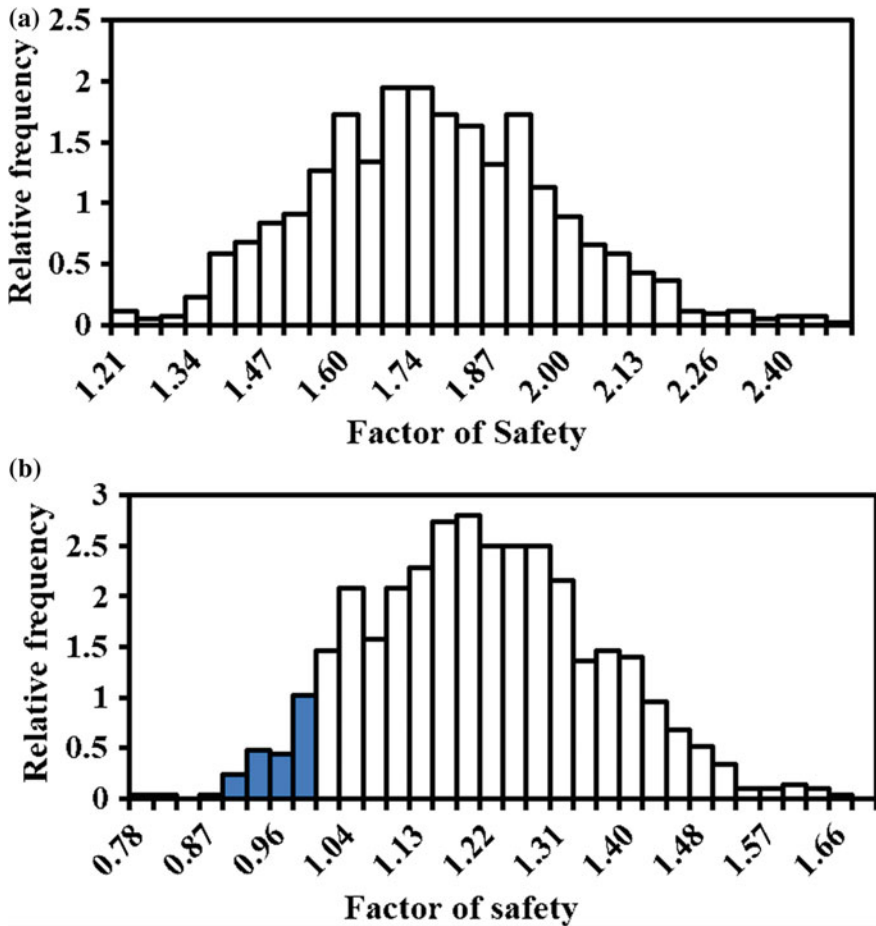 (a)
Relative frequency
2.5
2
1.5
1
0.5
0
1.21 1.34 1.47 1.60 1.74 1.87 2.00 2.13 2.26 2.40
Factor of Safety
(b)
Relative frequency
3
2.5
2
1.5
1
0.5
0
0.78 0.87 0.96 1.04 1.13 1.22 1.31 1.40 1.48 1.57 1.66
Factor of safety